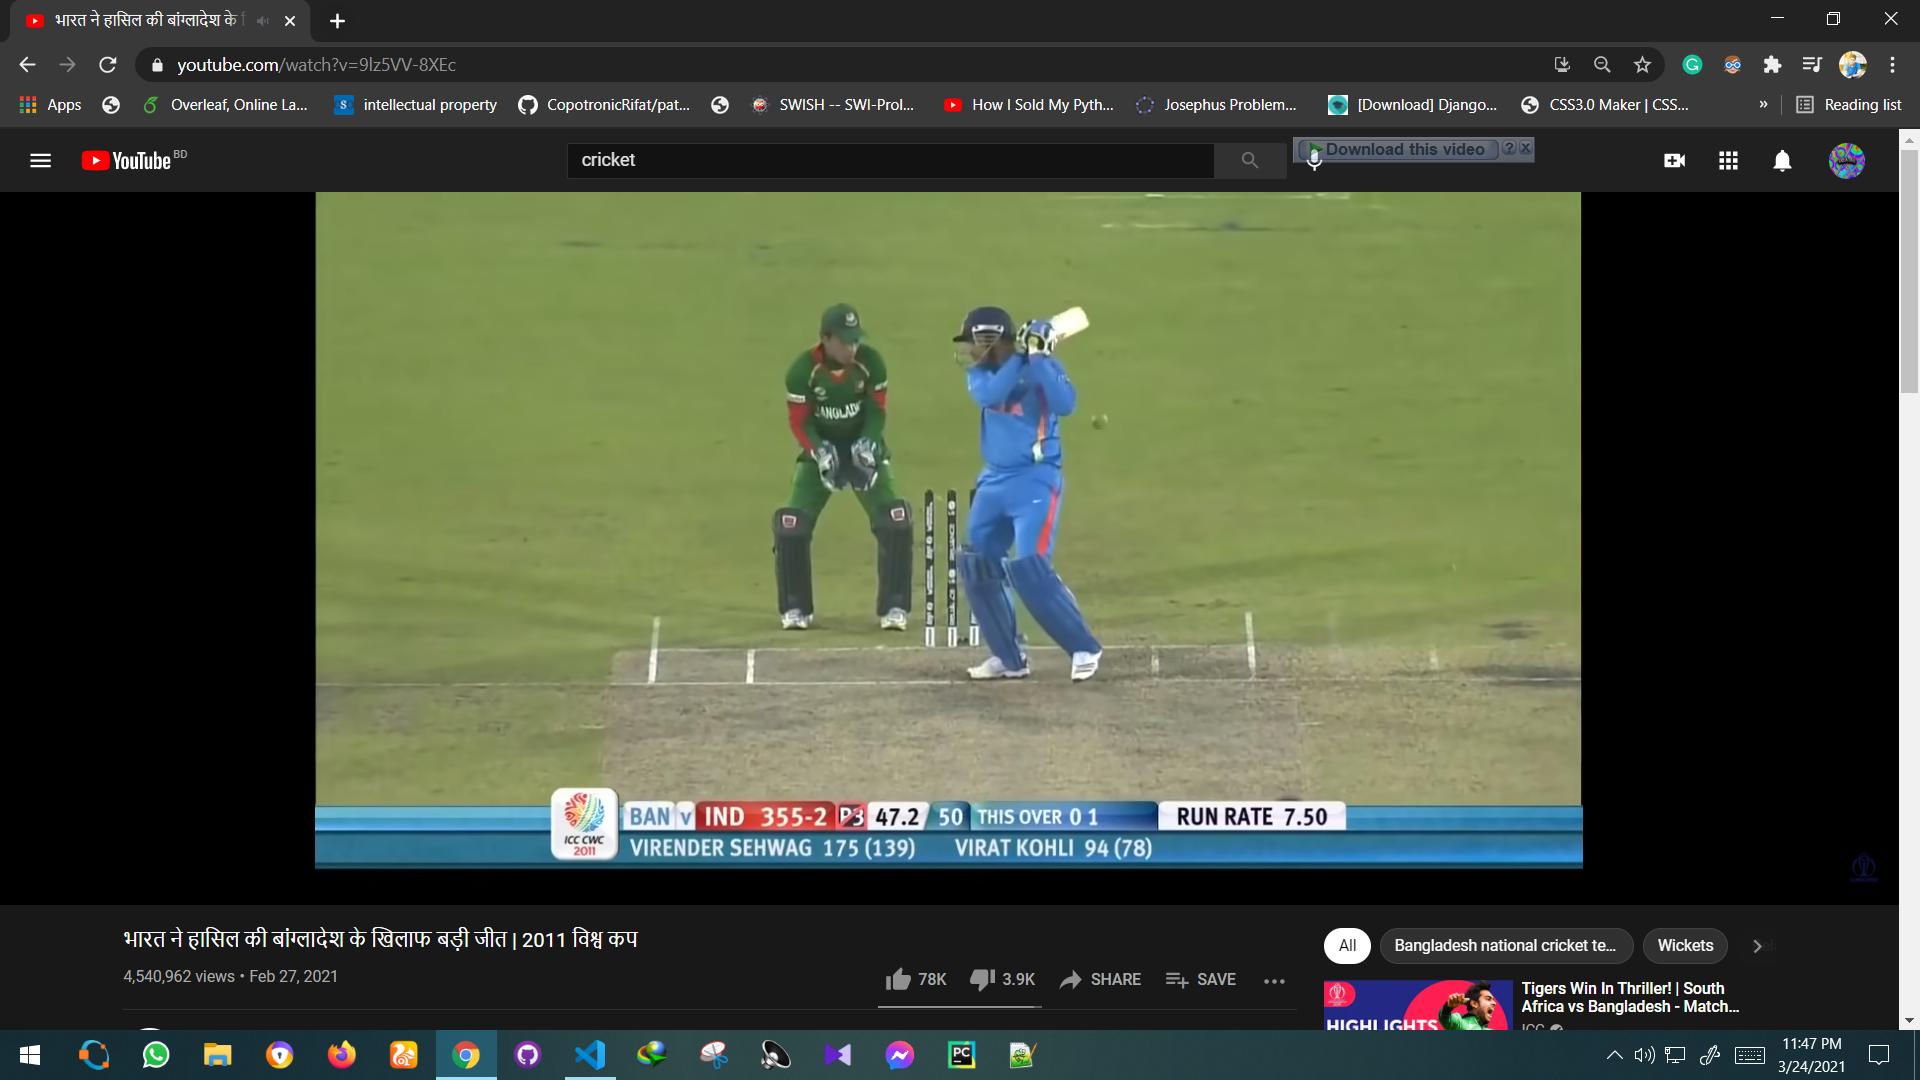 भारत ने हासिल की बांग्लादेश के
youtube.com/watch?v=9lz5VV-8XEc
Apps
Overleaf, Online La...
intellectual property
CopotronicRifat/pat...
SWISH -- SWI-Prol...
How I Sold My Pyth...
Josephus Problem...
[Download] Django...
CSS3.0 Maker | CSS...
»
Reading list
YouTube BD
cricket
Download this video
BANGLADE
BAN v IND 355-2 P3 47.2 50 THIS OVER 0 1 RUN RATE 7.50
ICC CWC 2011
VIRENDER SEHWAG 175 (139) VIRAT KOHLI 94 (78)
भारत ने हासिल की बांग्लादेश के खिलाफ बड़ी जीत | 2011 विश्व कप
4,540,962 views • Feb 27, 2021
78K
3.9K
SHARE
SAVE
All
Bangladesh national cricket te...
Wickets
HIGHLIGHTS
Tigers Win In Thriller! | South
Africa vs Bangladesh - Match...
ICC
PC
11:47 PM
3/24/2021